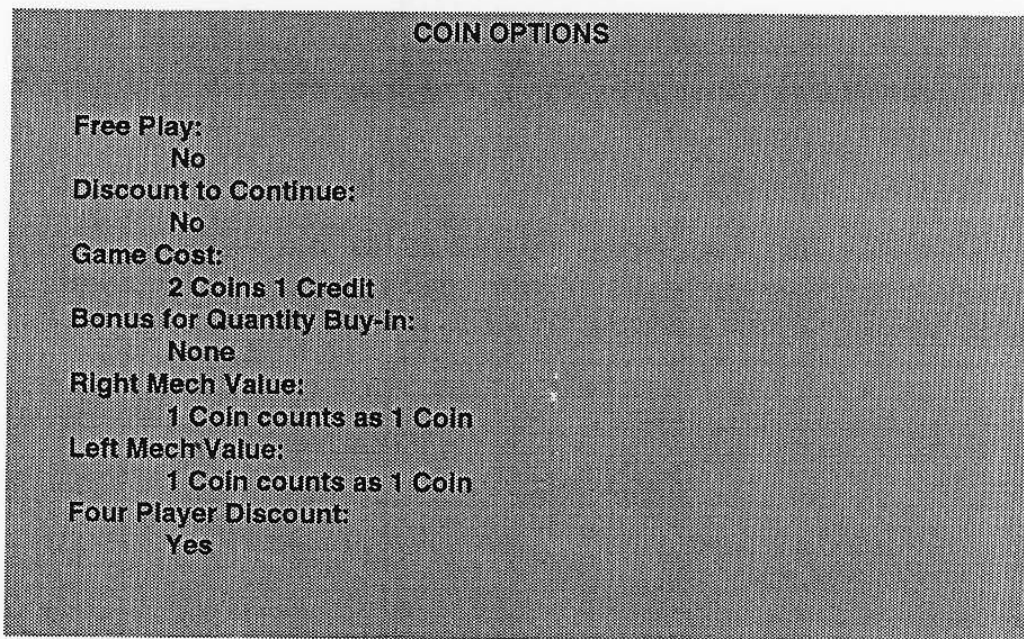 COIN OPTIONS
Free Play:
No
Discount to Continue:
No
Game Cost:
2 Coins 1 Credit
Bonus for Quantity Buy-in:
None
Right Mech Value:
1 Coin counts as 1 Coin
Left Mech Value:
1 Coin counts as 1 Coin
Four Player Discount:
Yes